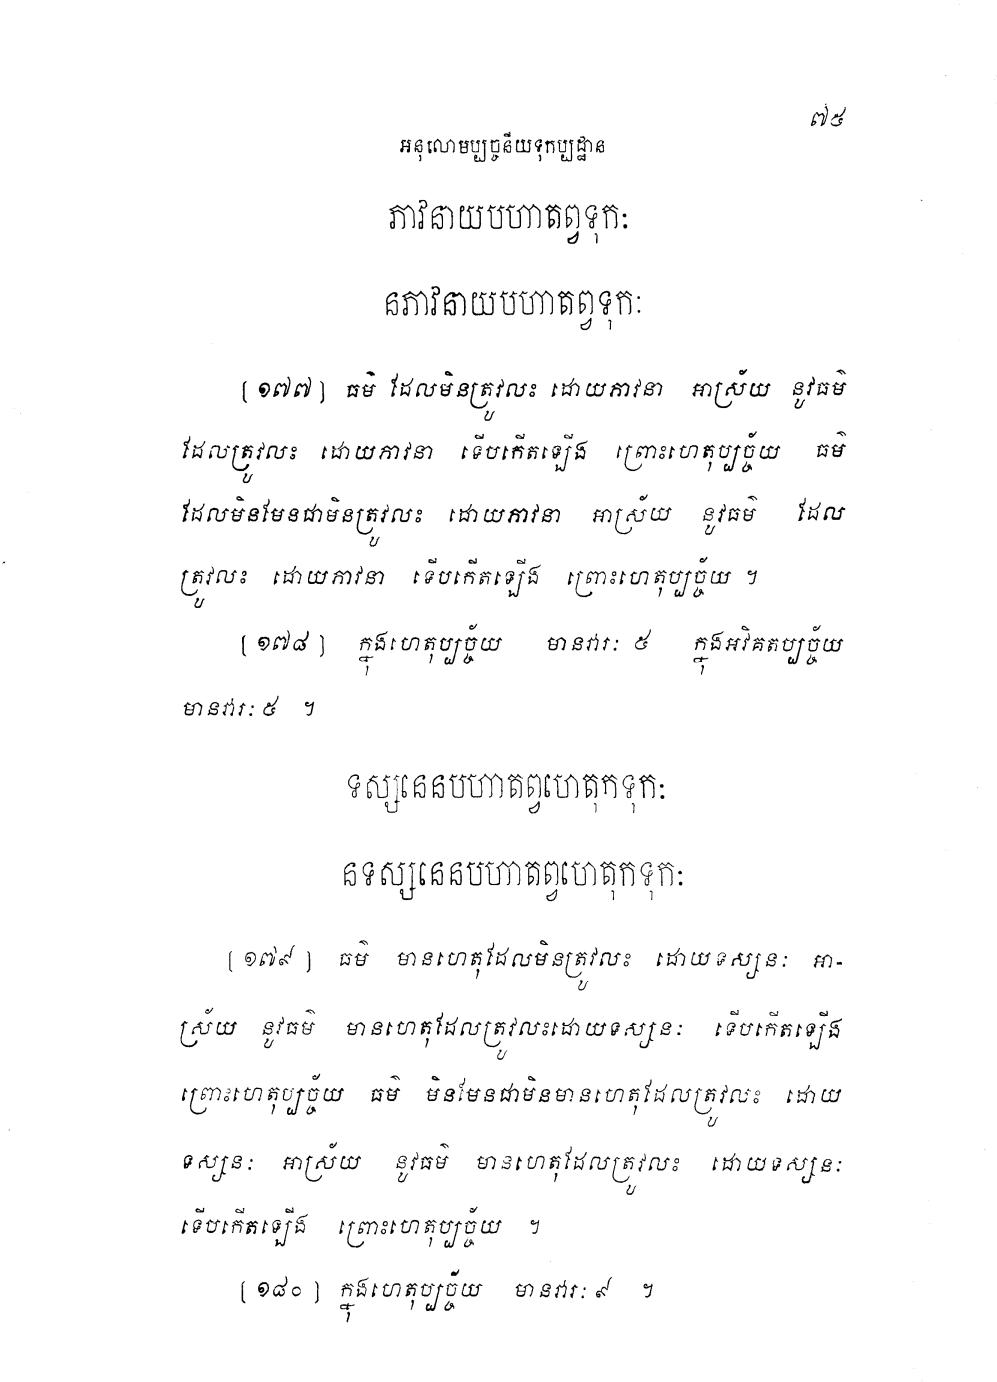 ៧៥
អនុលោមប្បច្ចនីយទុកប្បដ្ឋាន
ភាវនាយបហាតព្វទុកៈ
នភាវនាយបហាតព្វទុកៈ
[ ១៧៧ ] ធម៌ ដែលមិនត្រូវលះ ដោយភាវនា អាស្រ័យ នូវធម៌
ដែលត្រូវលះ ដោយភាវនា ទើបកើតឡើង ព្រោះហេតុប្បច្ច័យ ធម៌
ដែលមិនមែនជាមិនត្រូវលះ ដោយភាវនា អាស្រ័យ នូវធម៌ ដែល
ត្រូវលះ ដោយភាវនា ទើបកើតឡើង ព្រោះហេតុប្បច្ច័យ ។
[ ១៧៨ ] ក្នុងហេតុប្បច្ច័យ មានវារៈ ៥ ក្នុងអវិគតប្បច្ច័យ
មានវារៈ ៥ ។
ទស្សនេនបហាតព្វហេតុកទុកៈ
នទស្សនេនបហាតព្វហេតុកទុកៈ
[ ១៧៩ ] ធម៌ មានហេតុដែលមិនត្រូវលះ ដោយទស្សនៈ អា-
ស្រ័យ នូវធម៌ មានហេតុដែលត្រូវលះដោយទស្សនៈ ទើបកើតឡើង
ព្រោះហេតុប្បច្ច័យ ធម៌ មិនមែនជាមិនមានហេតុដែលត្រូវលះ ដោយ
ទស្សនៈ អាស្រ័យ នូវធម៌ មានហេតុដែលត្រូវលះ ដោយទស្សនៈ
ទើបកើតឡើង ព្រោះហេតុប្បច្ច័យ ។
[ ១៨០ ] ក្នុងហេតុប្បច្ច័យ មានវារៈ ៩ ។